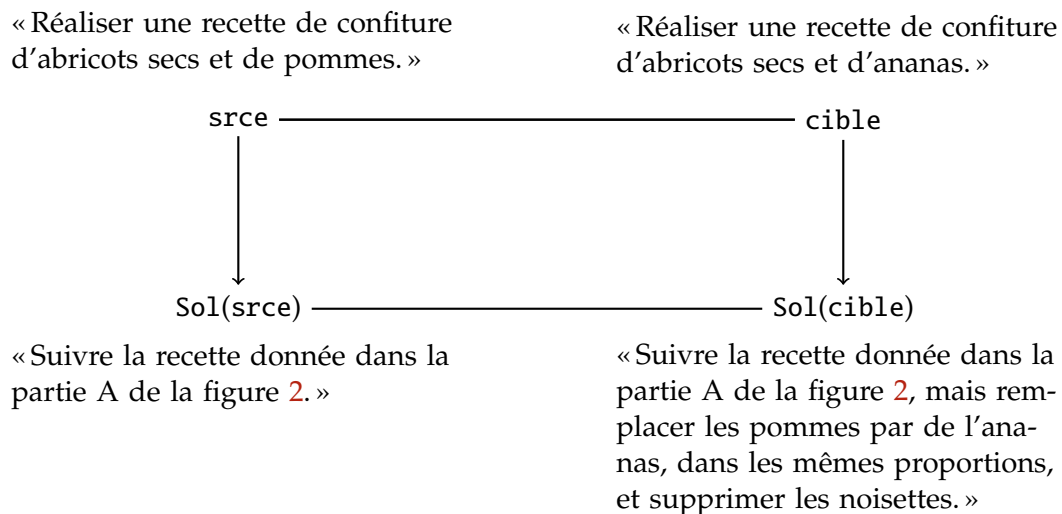 « Réaliser une recette de confiture
d'abricots secs et de pommes. »
« Réaliser une recette de confiture
d'abricots secs et d'ananas. »
srce
cible
Sol(srce)
Sol(cible)
« Suivre la recette donnée dans la
partie A de la figure 2. »
« Suivre la recette donnée dans la
partie A de la figure 2, mais rem-
placer les pommes par de l'ana-
nas, dans les mêmes proportions,
et supprimer les noisettes. »